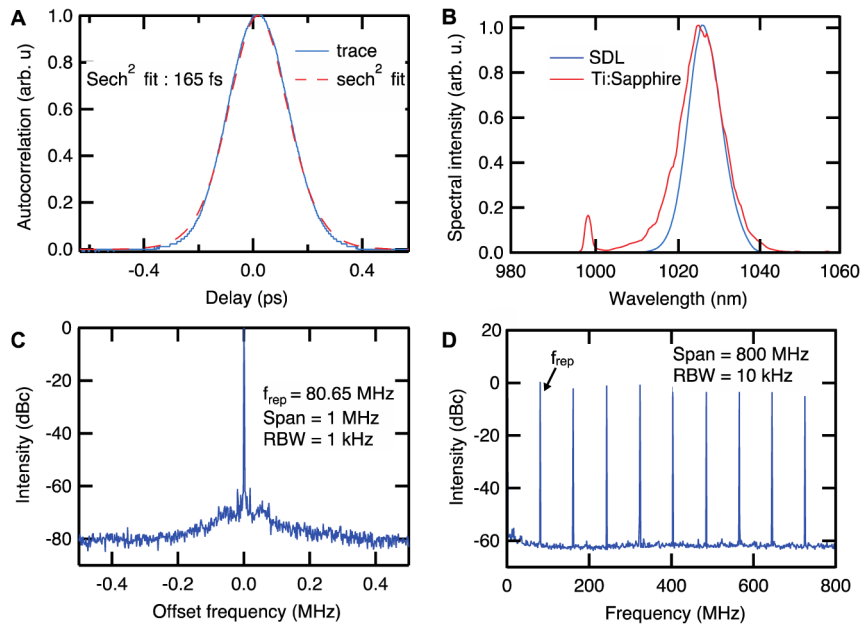 A
Autocorrelation (arb. u)
1.0
0.8
0.6
0.4
0.2
0.0
trace
Sech² fit : 165 fs
sech² fit
-0.4
0.0
0.4
Delay (ps)
B
Spectral intensity (arb. u.)
1.0
0.8
0.6
0.4
0.2
0.0
SDL
Ti:Sapphire
980
1000
1020
1040
1060
Wavelength (nm)
C
Intensity (dBc)
0
-20
-40
-60
-80
f_rep = 80.65 MHz
Span = 1 MHz
RBW = 1 kHz
-0.4
-0.2
0.0
0.2
0.4
Offset frequency (MHz)
D
Intensity (dBc)
20
0
-20
-40
-60
f_rep
Span = 800 MHz
RBW = 10 kHz
0
200
400
600
800
Frequency (MHz)